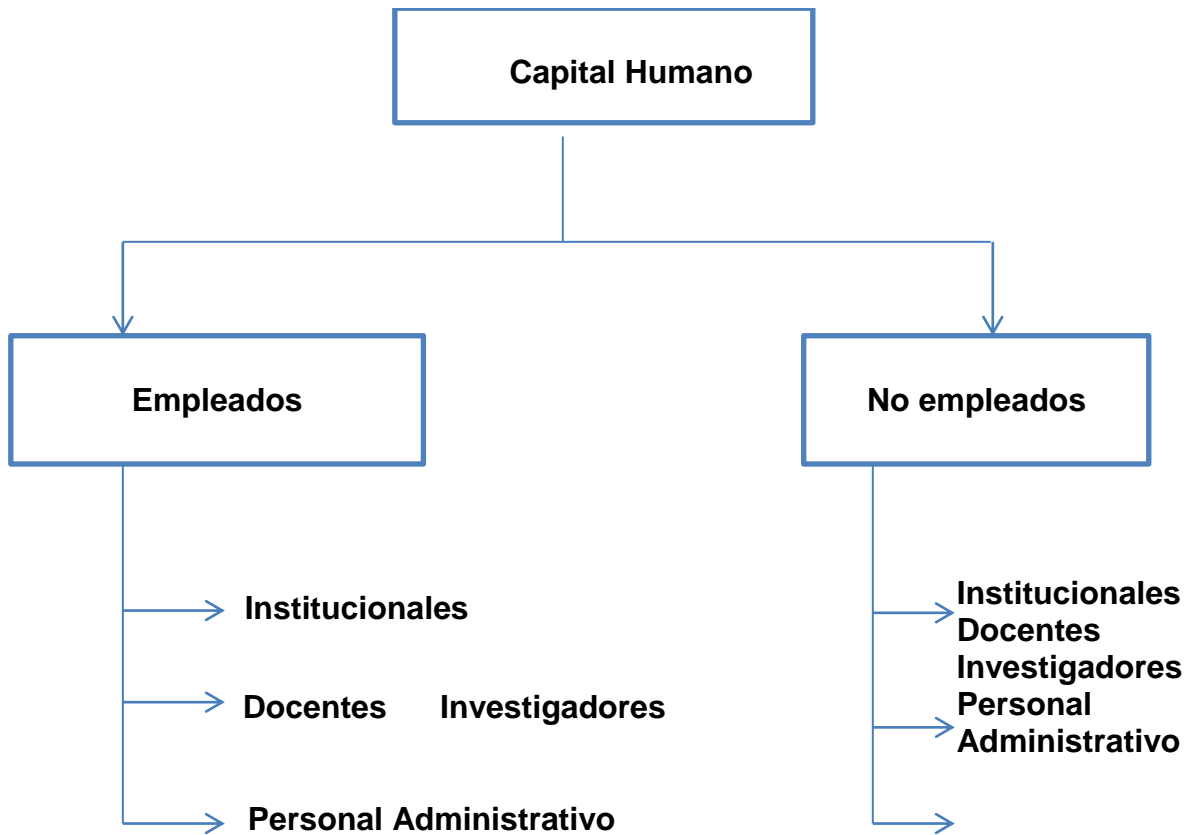 Capital Humano
Empleados
No empleados
Institucionales
Docentes Investigadores
Personal Administrativo
Institucionales
Docentes
Investigadores
Personal
Administrativo